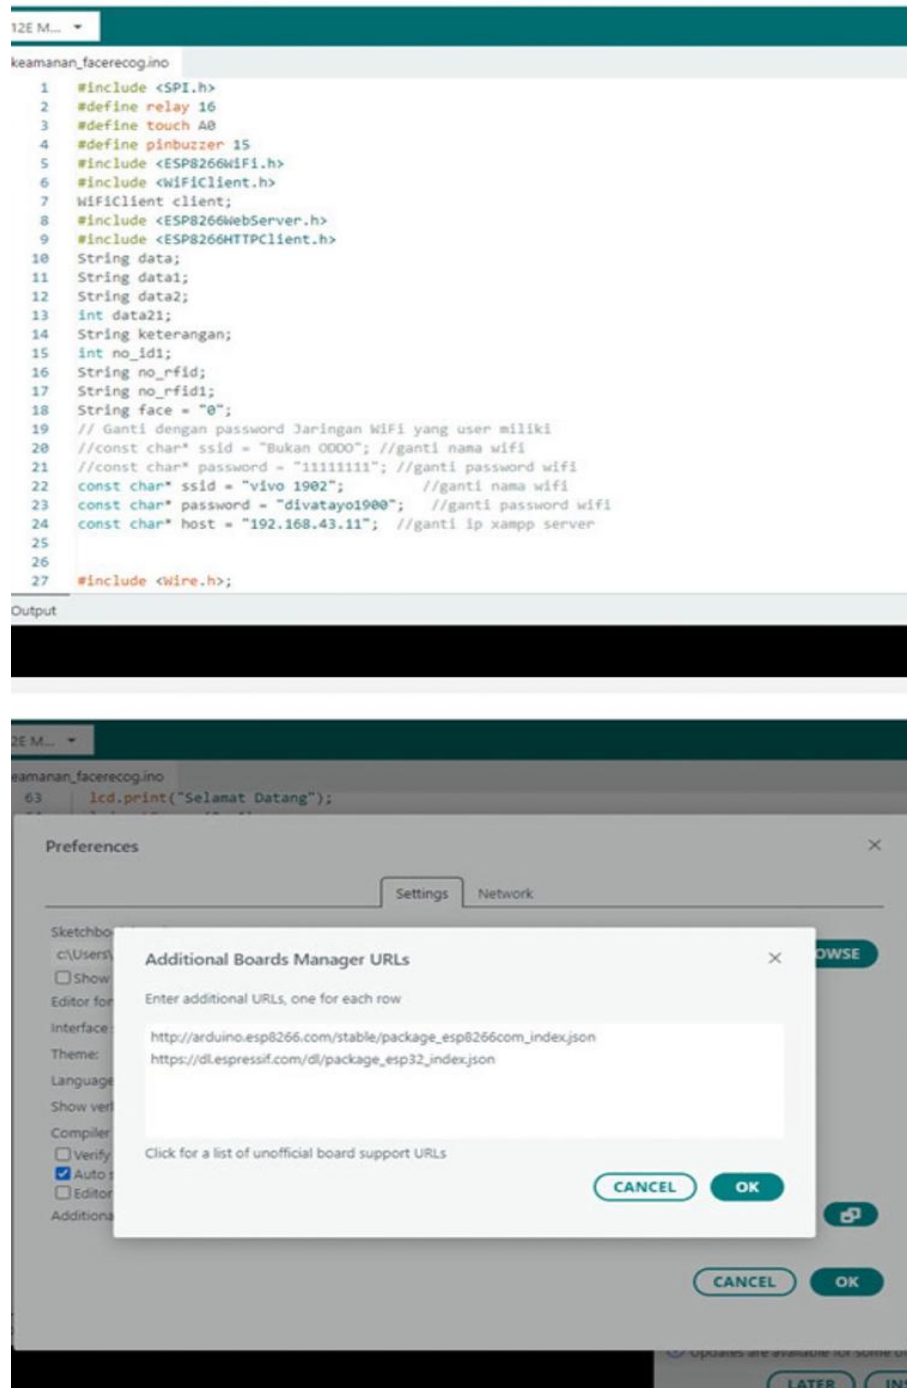 12E M...
keamanan_facerecog.ino
1 #include <SPI.h>
2 #define relay 16
3 #define touch A0
4 #define pinbuzzer 15
5 #include <ESP8266WiFi.h>
6 #include <WiFiClient.h>
7 WiFiClient client;
8 #include <ESP8266WebServer.h>
9 #include <ESP8266HTTPClient.h>
10 String data;
11 String data1;
12 String data2;
13 int data21;
14 String keterangan;
15 int no_id1;
16 String no_rfid;
17 String no_rfid1;
18 String face = "0";
19 // Ganti dengan password Jaringan WiFi yang user miliki
20 //const char* ssid = "Bukan ODDO"; //ganti nama wifi
21 //const char* password = "11111111"; //ganti password wifi
22 const char* ssid = "vivo 1902"; //ganti nama wifi
23 const char* password = "divatayo1900"; //ganti password wifi
24 const char* host = "192.168.43.11"; //ganti ip xampp server
25
26
27 #include <Wire.h>;
Output
2E M...
eamanan_facerecog.ino
63 lcd.print("Selamat Datang");
Preferences
Settings Network
Sketchbo
c:\Users\ OWSE
Show
Editor for
Interface
Theme:
Language
Show ver
Compiler
Verify
Auto s
Editor
Additiona
Additional Boards Manager URLs
Enter additional URLs, one for each row
http://arduino.esp8266.com/stable/package_esp8266com_index.json
https://dl.espressif.com/dl/package_esp32_index.json
Click for a list of unofficial board support URLs
CANCEL OK
CANCEL OK
Updates are available for some o
LATER INS